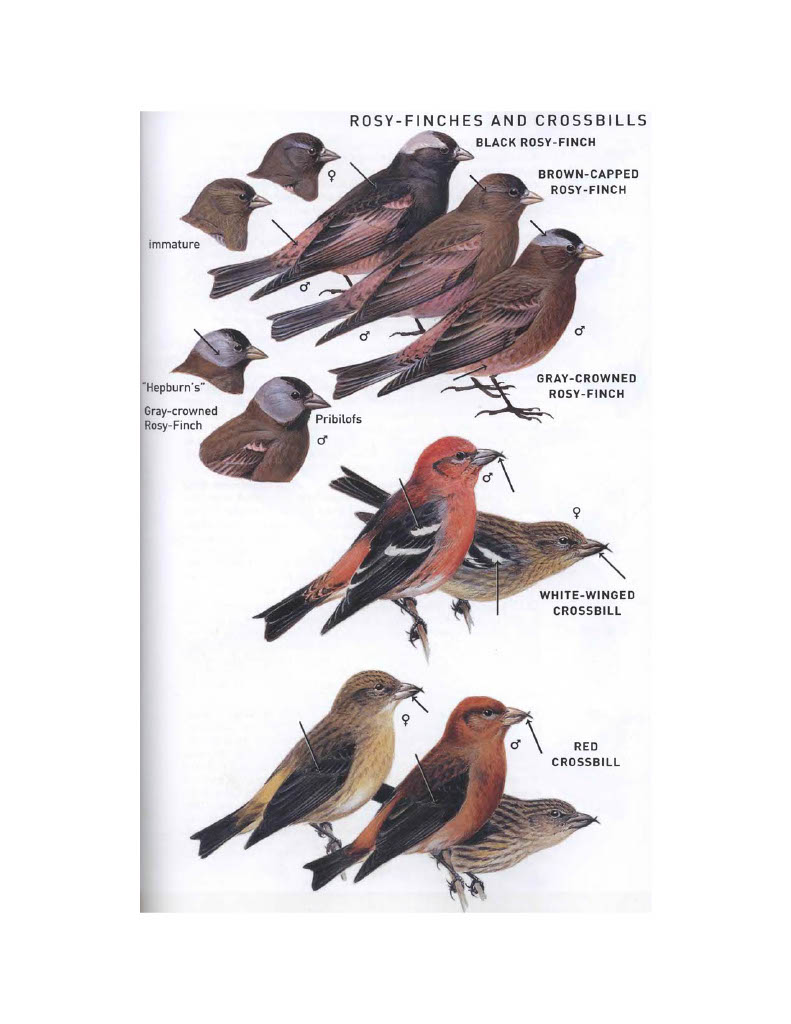 ROSY-FINCHES AND CROSSBILLS
BLACK ROSY-FINCH
♀
BROWN-CAPPED
ROSY-FINCH
immature
♂
♂
♂
"Hepburn's"
GRAY-CROWNED
ROSY-FINCH
Gray-crowned
Rosy-Finch
Pribilofs
♂
♂
♀
WHITE-WINGED
CROSSBILL
♀
♂
RED
CROSSBILL